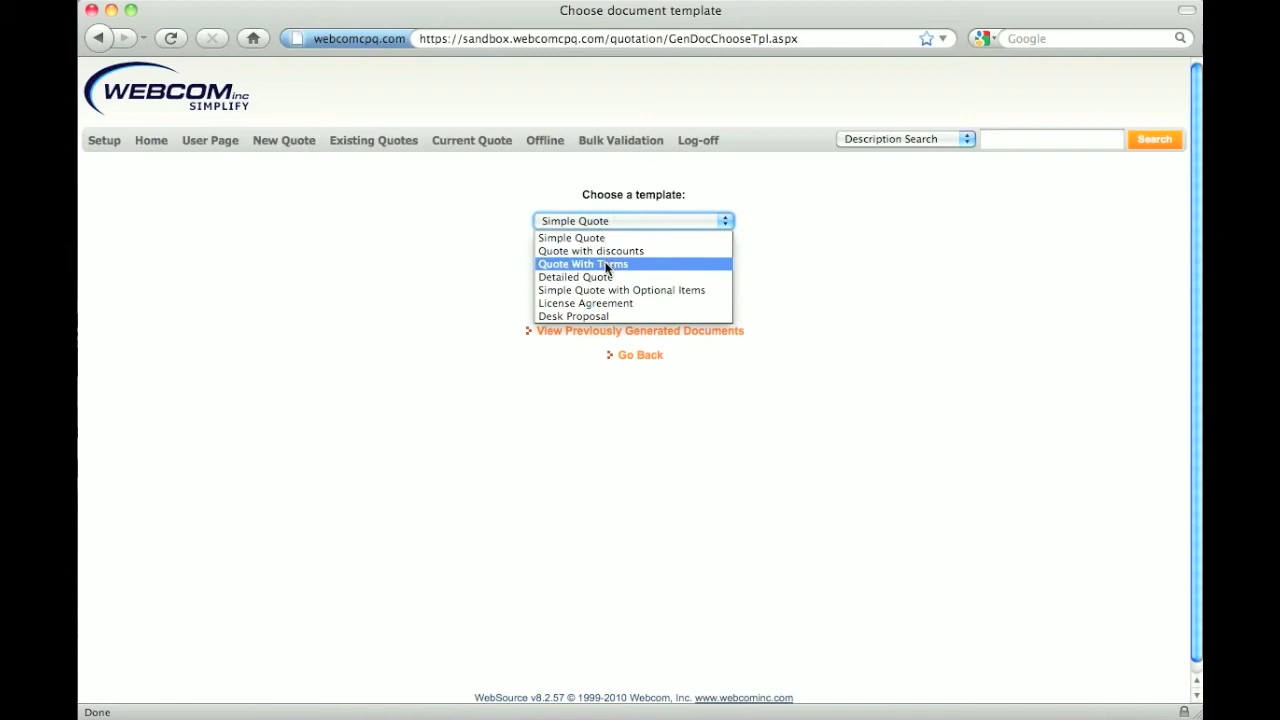 Choose document template
webcomcpq.com
https://sandbox.webcomcpq.com/quotation/GenDocChooseTpl.aspx
Google
WEBCOM inc
SIMPLIFY
Setup Home User Page New Quote Existing Quotes Current Quote Offline Bulk Validation Log-off
Description Search
Search
Choose a template:
Simple Quote
Simple Quote
Quote with discounts
Quote With Terms
Detailed Quote
Simple Quote with Optional Items
License Agreement
Desk Proposal
View Previously Generated Documents
Go Back
WebSource v8.2.57 © 1999-2010 Webcom, Inc. www.webcominc.com
Done